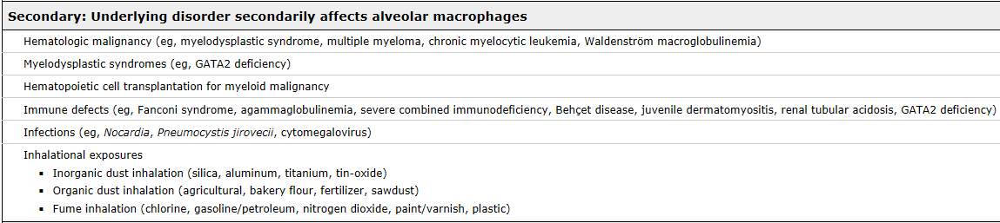 Secondary: Underlying disorder secondarily affects alveolar macrophages
Hematologic malignancy (eg, myelodysplastic syndrome, multiple myeloma, chronic myelocytic leukemia, Waldenström macroglobulinemia)
Myelodysplastic syndromes (eg, GATA2 deficiency)
Hematopoietic cell transplantation for myeloid malignancy
Immune defects (eg, Fanconi syndrome, agammaglobulinemia, severe combined immunodeficiency, Behçet disease, juvenile dermatomyositis, renal tubular acidosis, GATA2 deficiency)
Infections (eg, Nocardia, Pneumocystis jirovecii, cytomegalovirus)
Inhalational exposures
▪ Inorganic dust inhalation (silica, aluminum, titanium, tin-oxide)
▪ Organic dust inhalation (agricultural, bakery flour, fertilizer, sawdust)
▪ Fume inhalation (chlorine, gasoline/petroleum, nitrogen dioxide, paint/varnish, plastic)